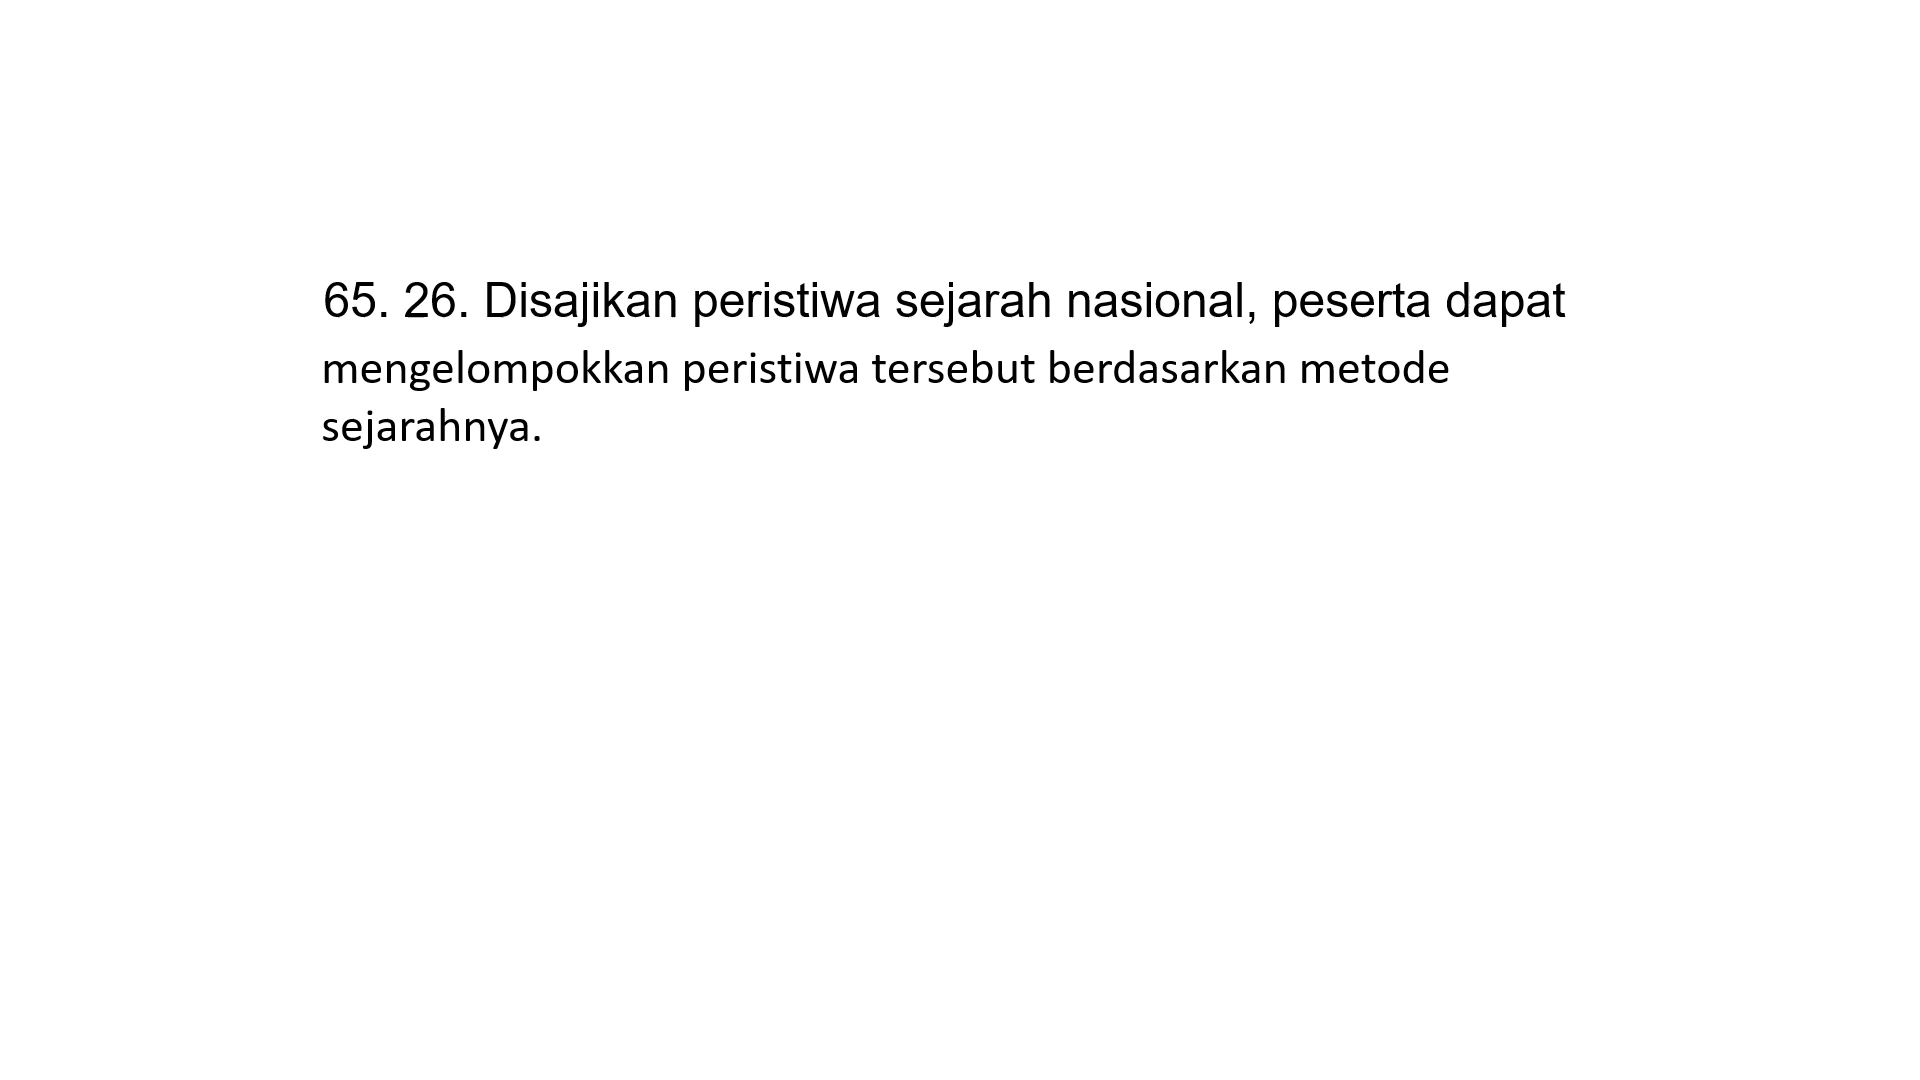 65. 26. Disajikan peristiwa sejarah nasional, peserta dapat
mengelompokkan peristiwa tersebut berdasarkan metode
sejarahnya.